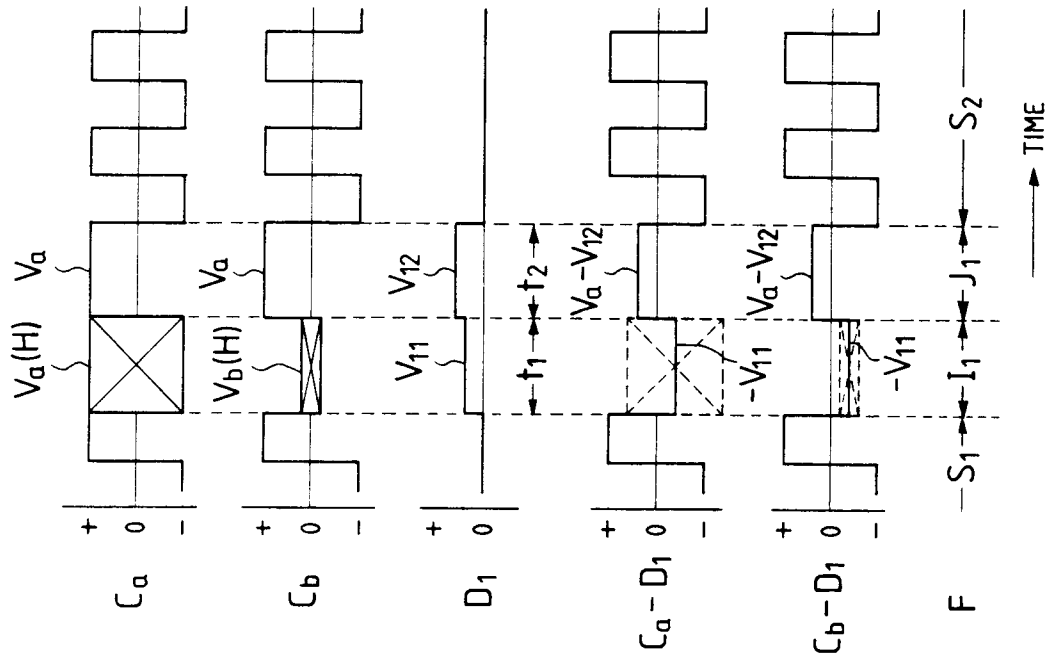 Va(H)
Va
Ca
+
0
-
Vb(H)
Va
Cb
+
0
-
V11
V12
D1
+
0
t1
t2
Va-V12
-V11
Ca-D1
+
0
-
Va-V12
-V11
Cb-D1
+
0
-
F
S1
I1
J1
S2
TIME